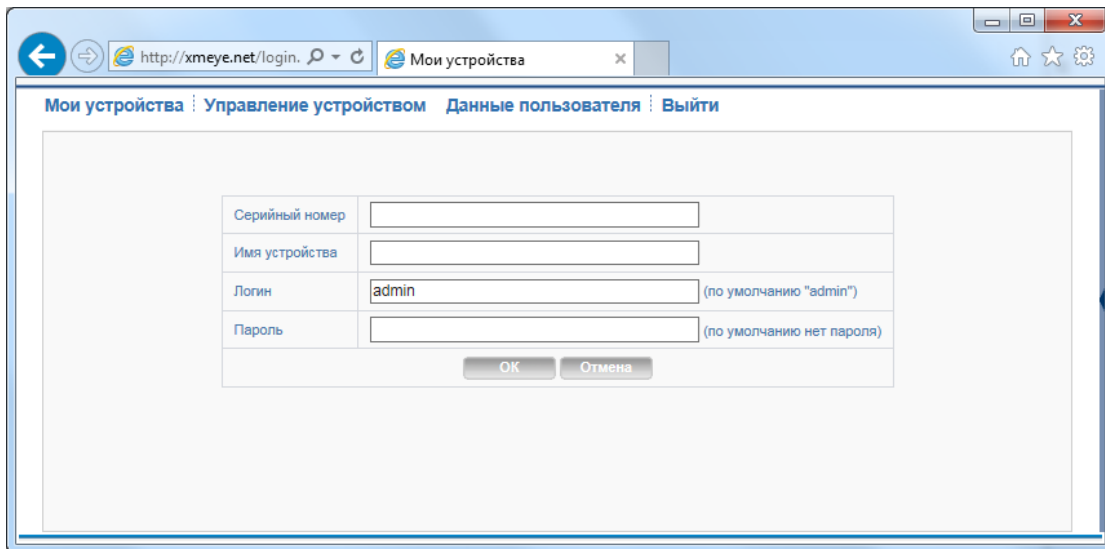 http://xmeye.net/login. Мои устройства
Мои устройства Управление устройством Данные пользователя Выйти
Серийный номер
Имя устройства
Логин admin (по умолчанию "admin")
Пароль (по умолчанию нет пароля)
ОК Отмена